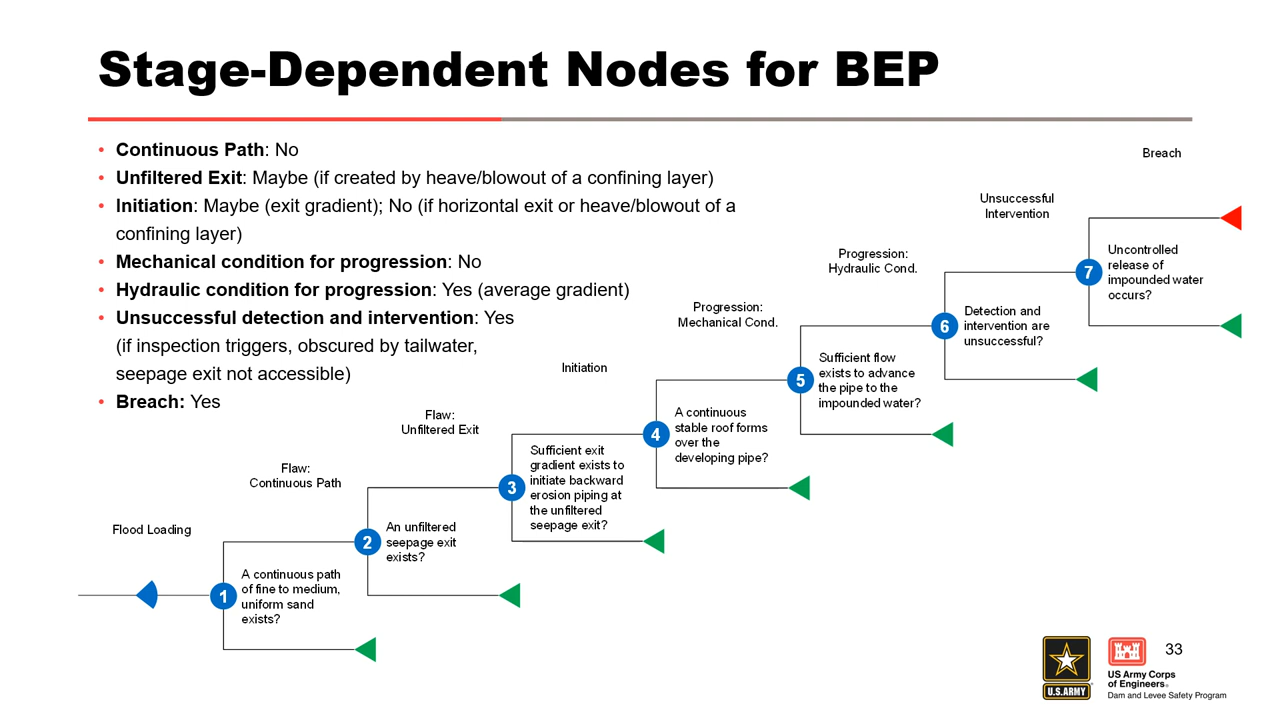 Stage-Dependent Nodes for BEP
• Continuous Path: No
• Unfiltered Exit: Maybe (if created by heave/blowout of a confining layer)
• Initiation: Maybe (exit gradient); No (if horizontal exit or heave/blowout of a
confining layer)
• Mechanical condition for progression: No
• Hydraulic condition for progression: Yes (average gradient)
• Unsuccessful detection and intervention: Yes
(if inspection triggers, obscured by tailwater,
seepage exit not accessible)
• Breach: Yes
Flood Loading
1
A continuous path
of fine to medium,
uniform sand
exists?
Flaw:
Continuous Path
2
An unfiltered
seepage exit
exists?
Flaw:
Unfiltered Exit
3
Sufficient exit
gradient exists to
initiate backward
erosion piping at
the unfiltered
seepage exit?
Initiation
4
A continuous
stable roof forms
over the
developing pipe?
Progression:
Mechanical Cond.
5
Sufficient flow
exists to advance
the pipe to the
impounded water?
Progression:
Hydraulic Cond.
6
Detection and
intervention are
unsuccessful?
Unsuccessful
Intervention
7
Uncontrolled
release of
impounded water
occurs?
Breach
U.S.ARMY
US Army Corps
of Engineers®
Dam and Levee Safety Program
33